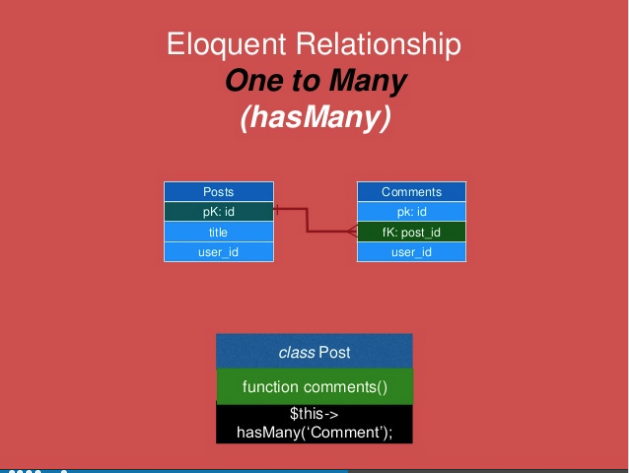 Eloquent Relationship
One to Many
(hasMany)
Posts
pK: id
title
user_id
Comments
pk: id
fK: post_id
user_id
class Post
function comments()
$this->
hasMany(‘Comment’);